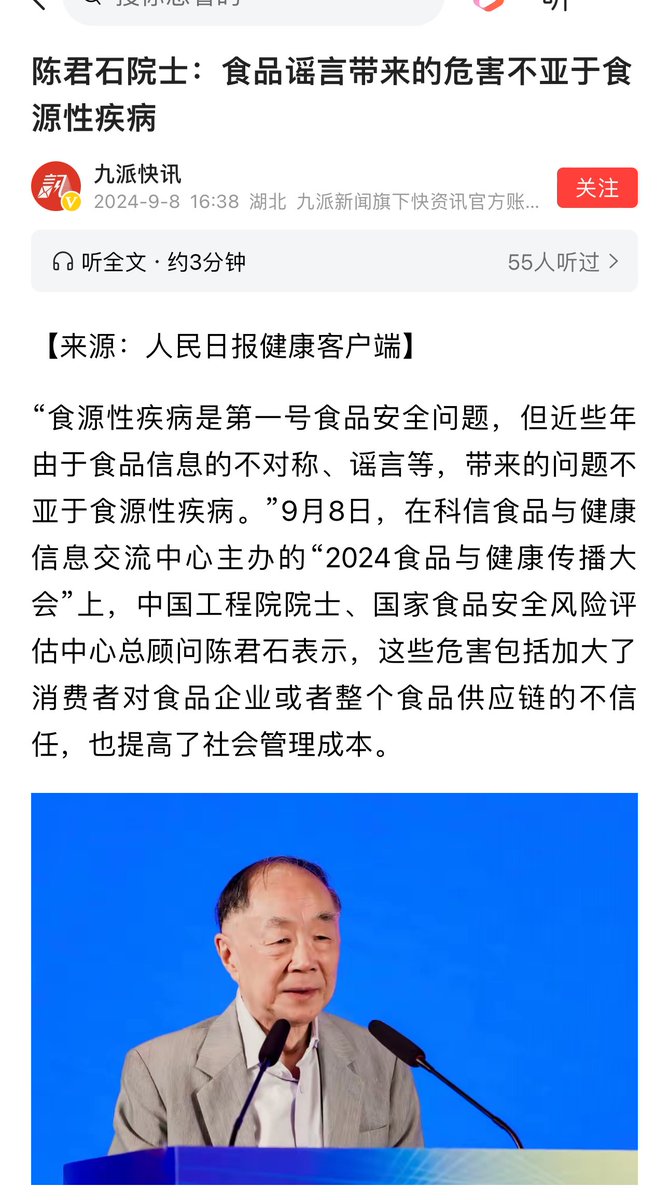 陈君石院士：食品谣言带来的危害不亚于食
源性疾病
九派快讯
2024-9-8 16:38 湖北 九派新闻旗下快资讯官方账...
关注
听全文 · 约3分钟
55人听过
【来源：人民日报健康客户端】
“食源性疾病是第一号食品安全问题，但近些年
由于食品信息的不对称、谣言等，带来的问题不
亚于食源性疾病。”9月8日，在科信食品与健康
信息交流中心主办的“2024食品与健康传播大
会”上，中国工程院院士、国家食品安全风险评
估中心总顾问陈君石表示，这些危害包括加大了
消费者对食品企业或者整个食品供应链的不信
任，也提高了社会管理成本。